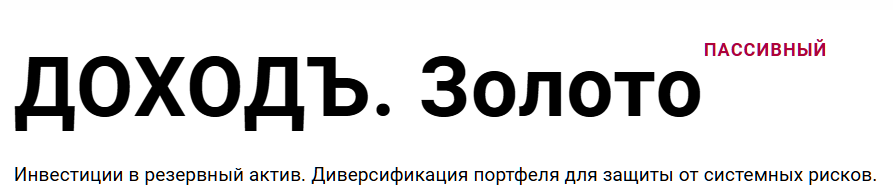 ДОХОДЪ. Золото ПАССИВНЫЙ
Инвестиции в резервный актив. Диверсификация портфеля для защиты от системных рисков.